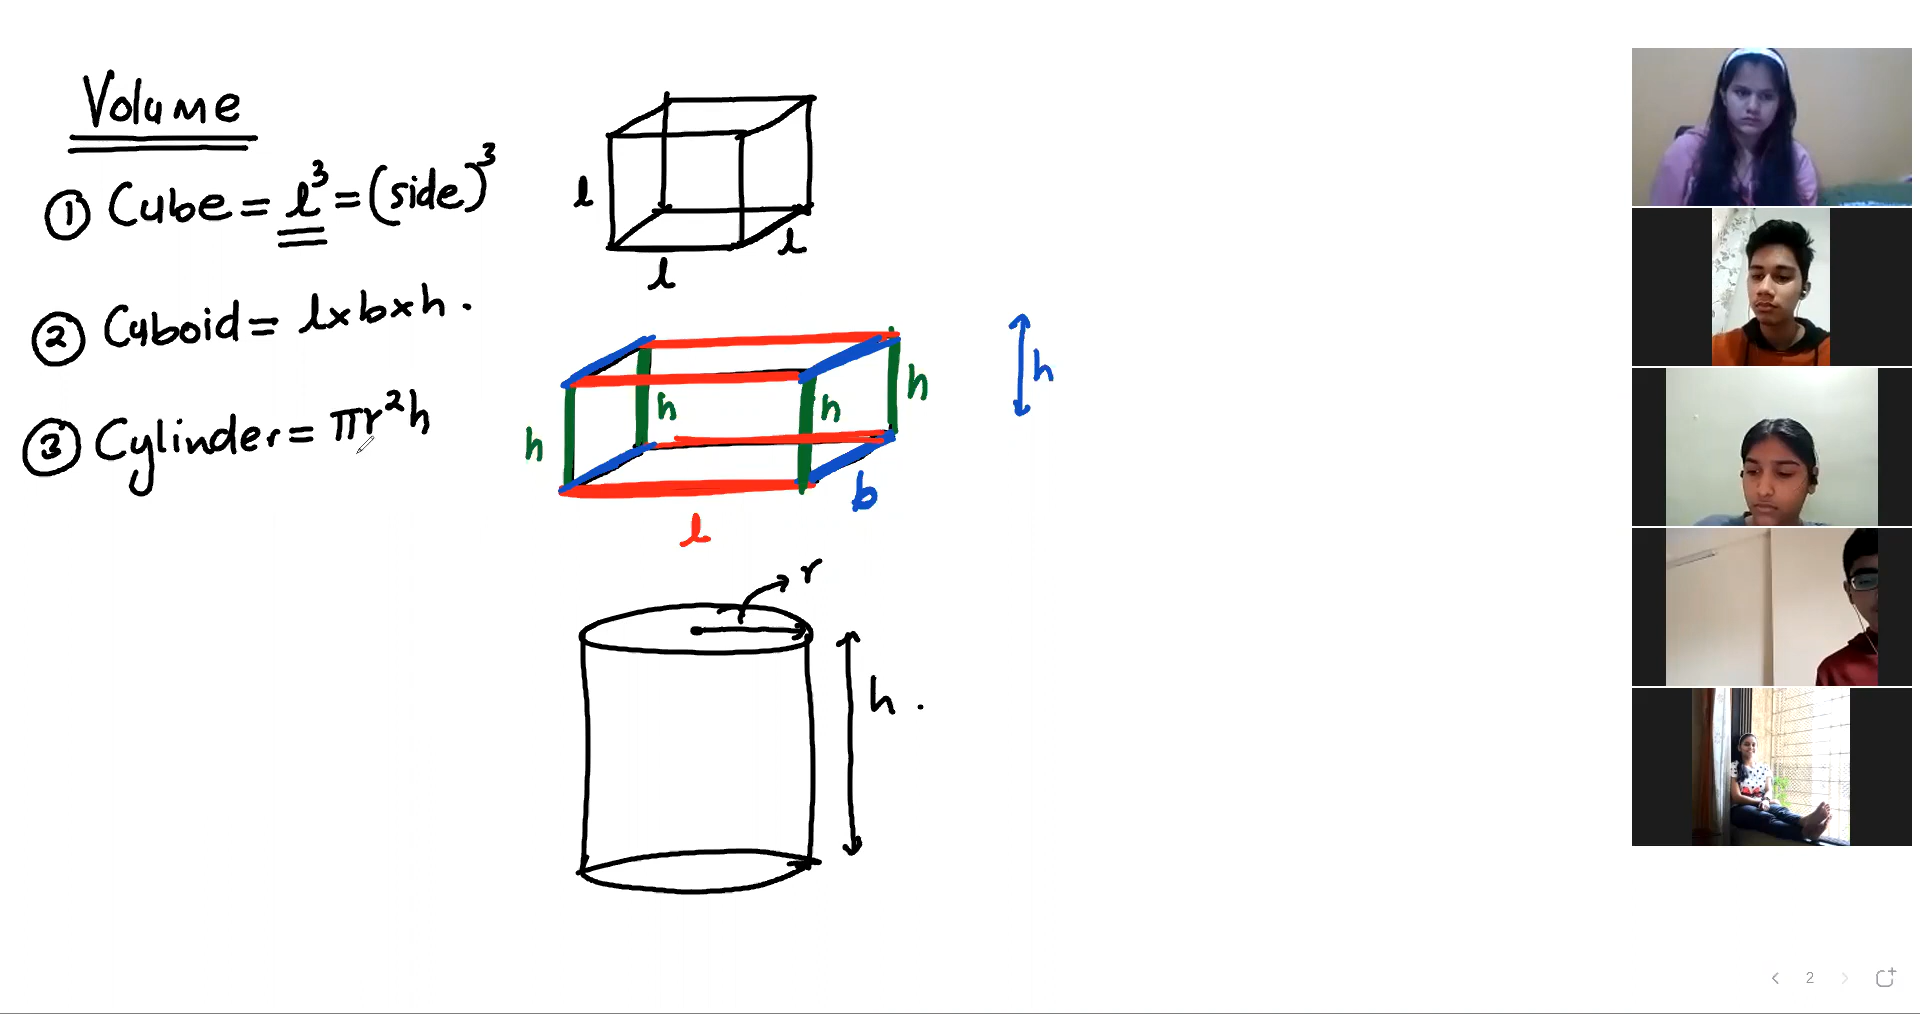 Volume
① Cube = l³ = (side)³
l
l
l
② Cuboid = l×b×h.
h
h
h
h
h
b
l
③ Cylinder = πr²h
r
h.
2